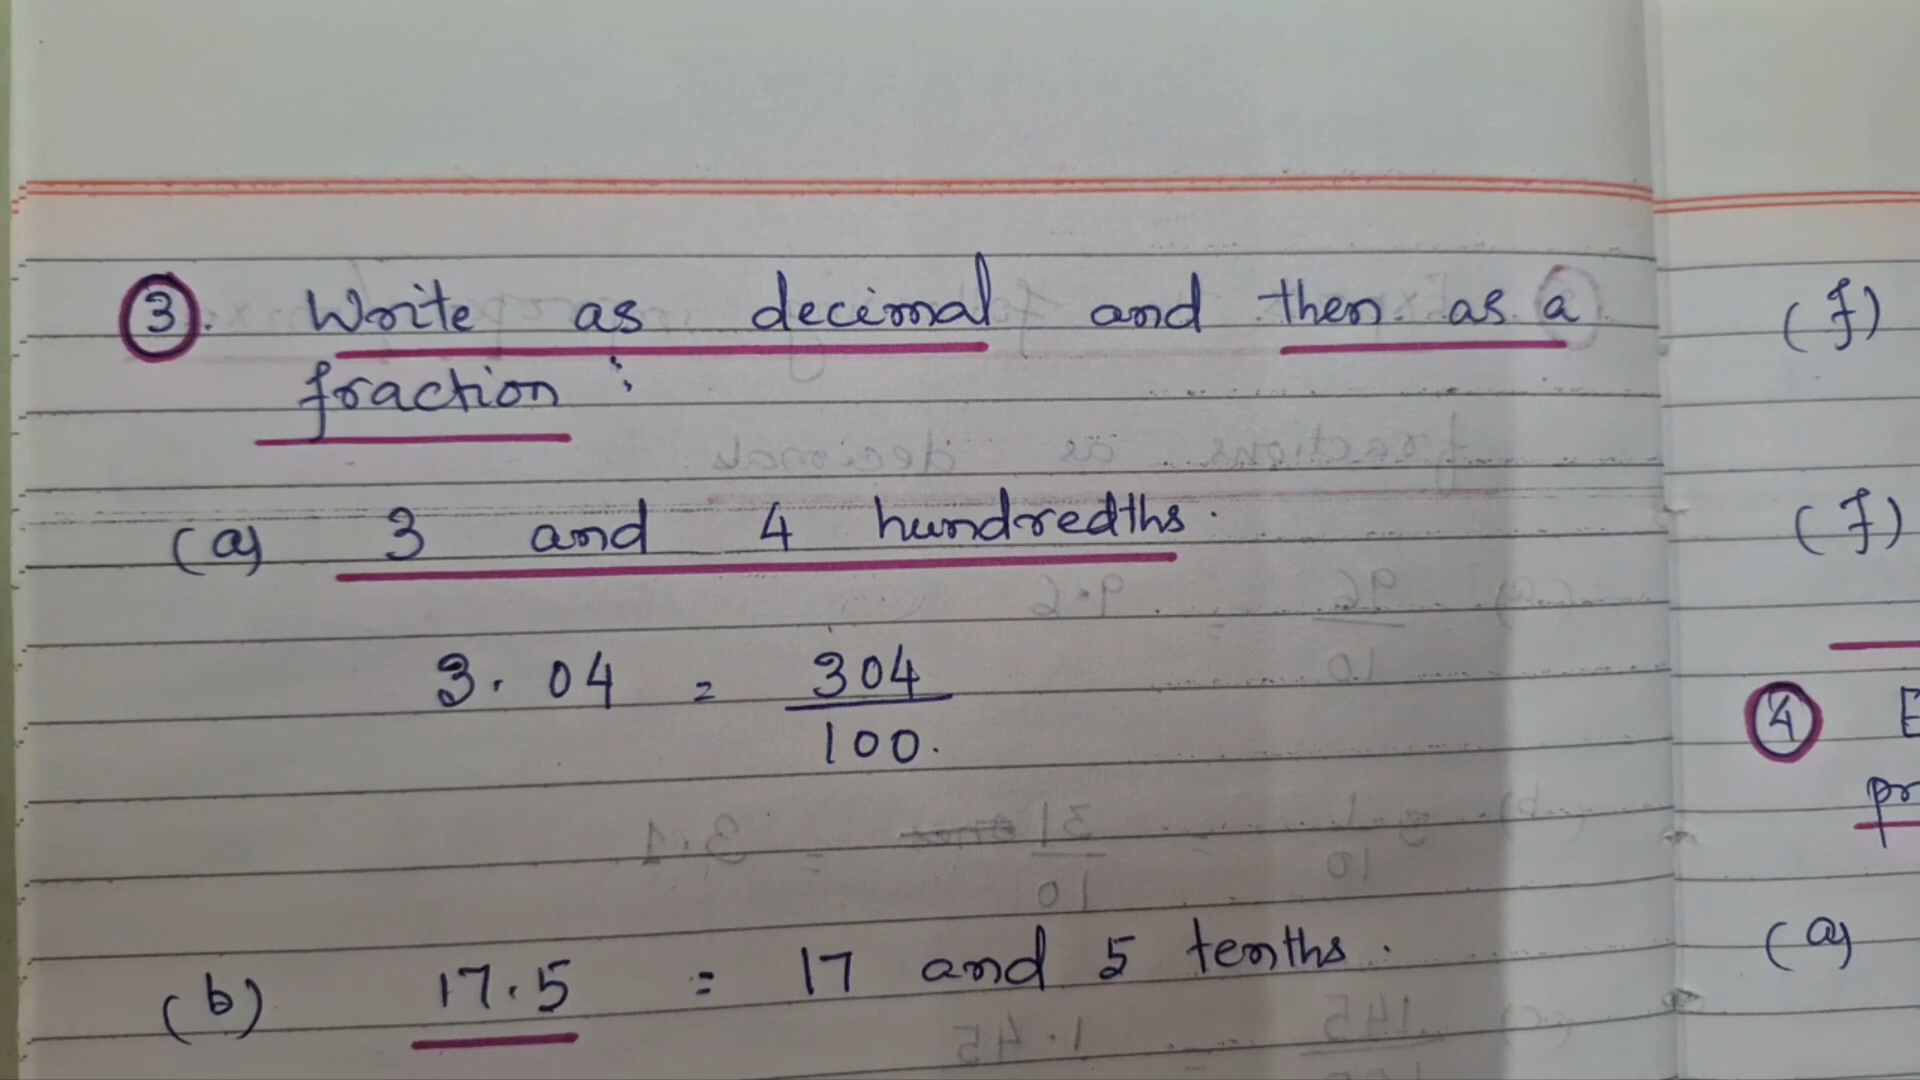 3. Write as decimal and then as a
fraction :
(a) 3 and 4 hundredths.
3.04 = 304/100.
(b) 17.5 = 17 and 5 tenths.
(f)
(f)
4
(a)